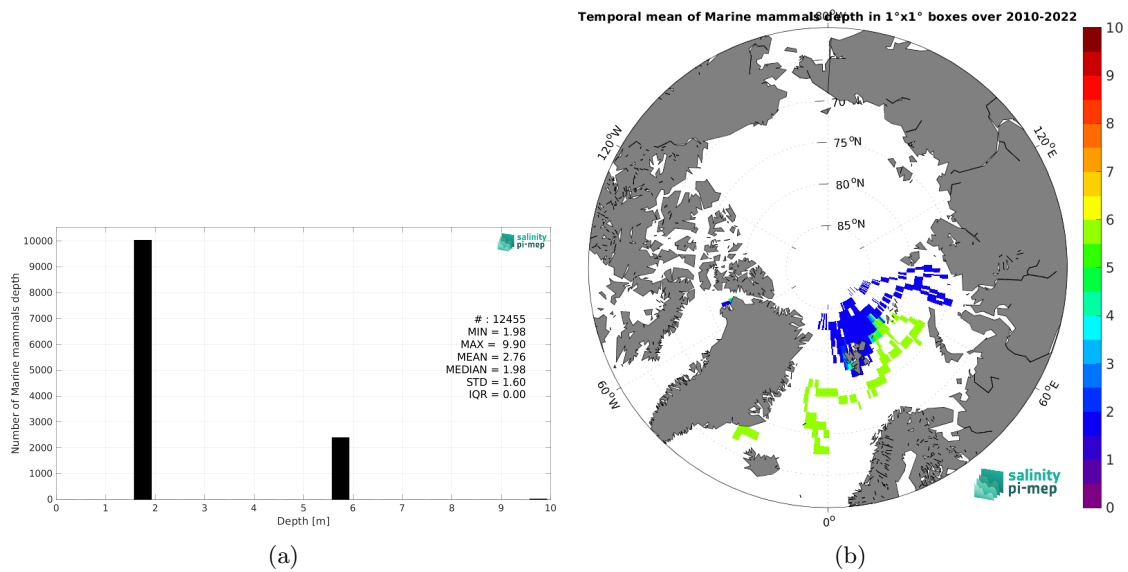 10000
9000
8000
7000
6000
5000
4000
3000
2000
1000
0
Number of Marine mammals depth
salinity
pi-mep
# : 12455
MIN = 1.98
MAX = 9.90
MEAN = 2.76
MEDIAN = 1.98
STD = 1.60
IQR = 0.00
0 1 2 3 4 5 6 7 8 9 10
Depth [m]
(a)
Temporal mean of Marine mammals depth in 1°x1° boxes over 2010-2022
180°W
120°W
120°E
60°W
60°E
0°
70°N
75°N
80°N
85°N
salinity
pi-mep
10
9
8
7
6
5
4
3
2
1
0
(b)